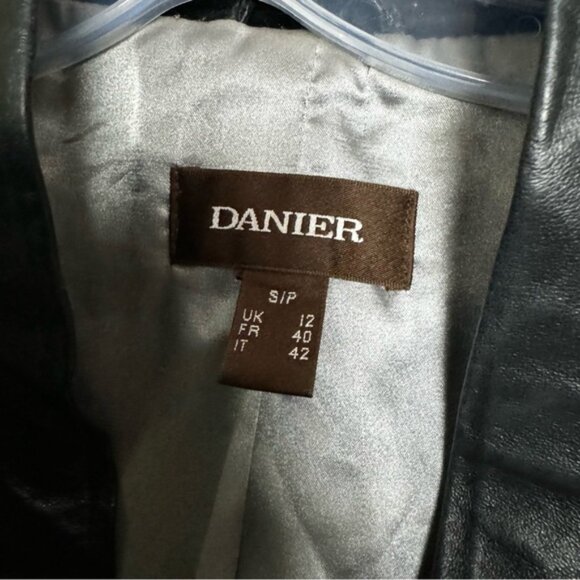 DANIER
S/P
UK 12
FR 40
IT 42